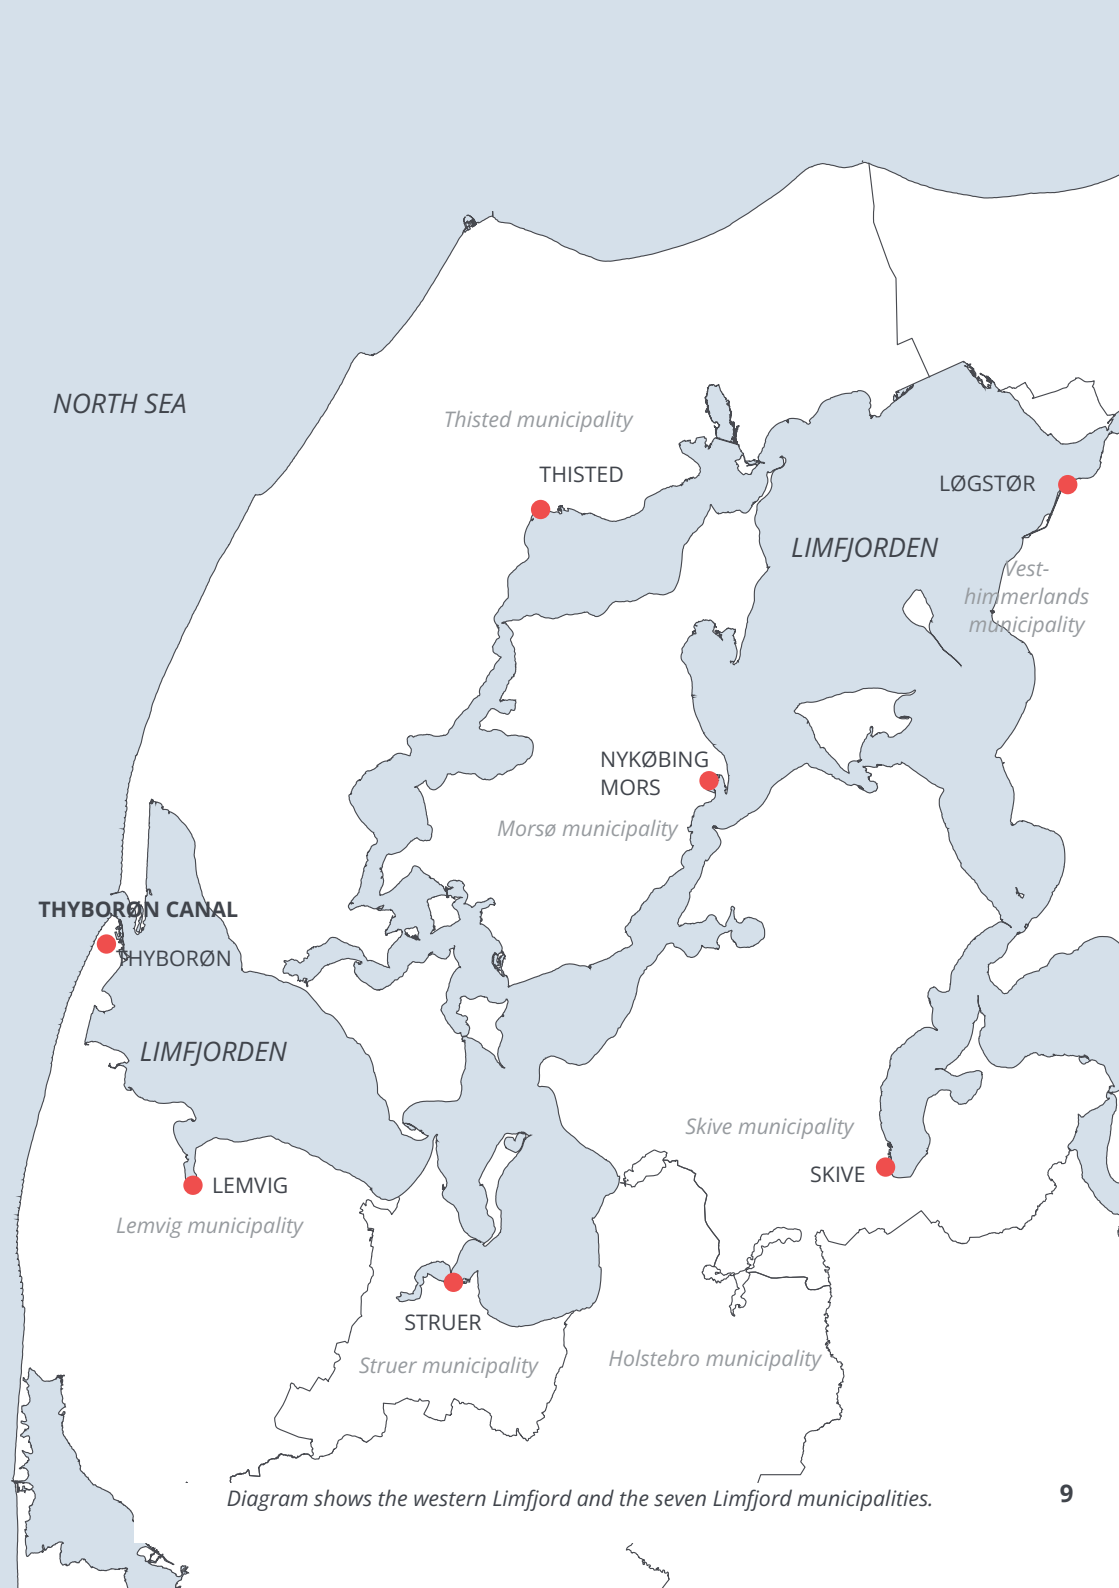 NORTH SEA
Thisted municipality
THISTED
LØGSTØR
LIMFJORDEN
Vest-
himmerlands
municipality
NYKØBING
MORS
Morsø municipality
THYBORØN CANAL
THYBORØN
LIMFJORDEN
Skive municipality
SKIVE
LEMVIG
Lemvig municipality
STRUER
Struer municipality
Holstebro municipality
Diagram shows the western Limfjord and the seven Limfjord municipalities.
9